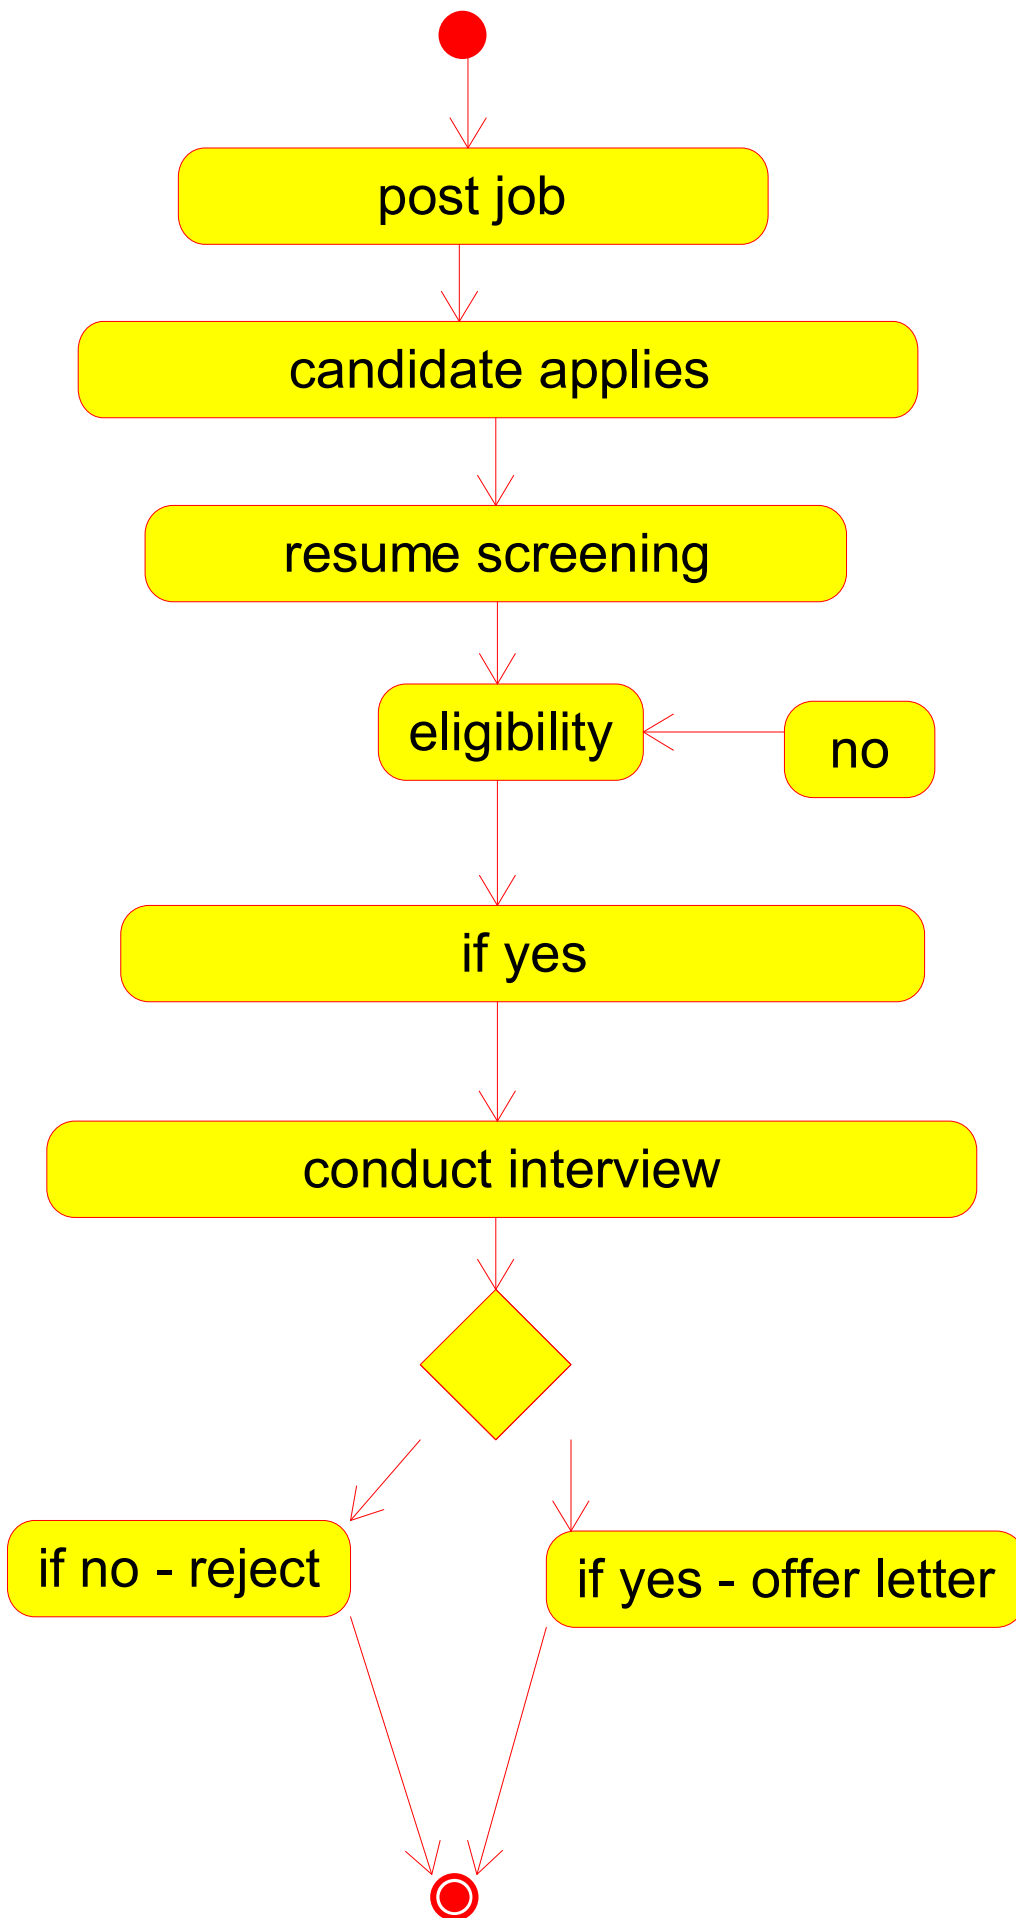 post job
candidate applies
resume screening
eligibility
no
if yes
conduct interview
if no - reject
if yes - offer letter